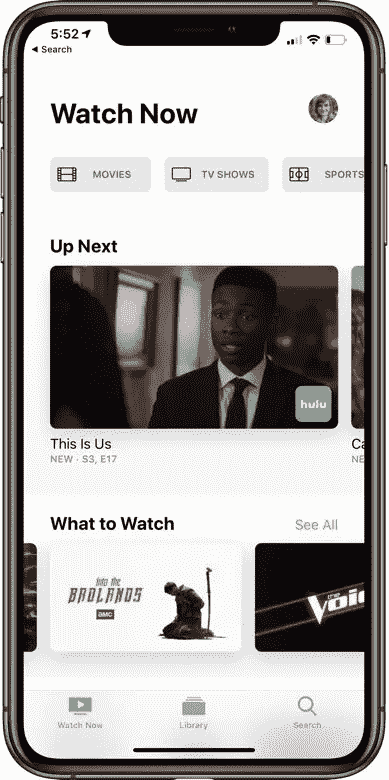 5:52
Search
Watch Now
MOVIES
TV SHOWS
SPORTS
Up Next
hulu
This Is Us
Ca
NEW · S3, E17
NE
What to Watch
See All
into the
BADLANDS
amc
the
Voic
Watch Now
Library
Search